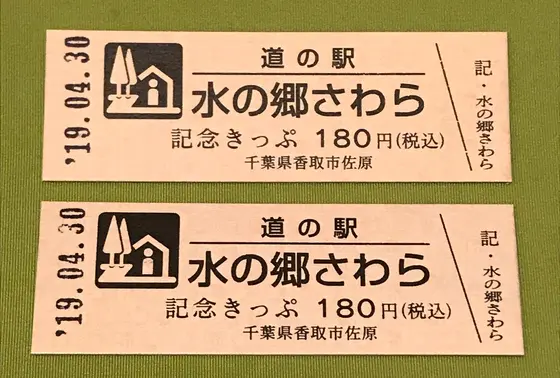 '19.04.30
道の駅
水の郷さわら
記念きっぷ 180円(税込)
千葉県香取市佐原
記・水の郷さわら
'19.04.30
道の駅
水の郷さわら
記念きっぷ 180円(税込)
千葉県香取市佐原
記・水の郷さわら